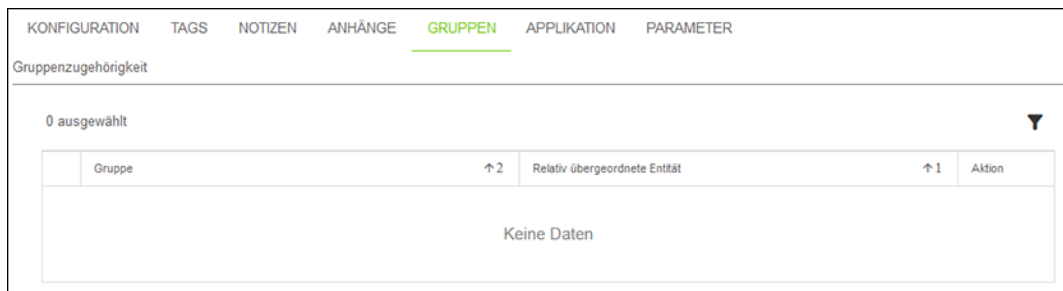 KONFIGURATION TAGS NOTIZEN ANHÄNGE GRUPPEN APPLIKATION PARAMETER
Gruppenzugehörigkeit
0 ausgewählt
Gruppe ↑2 Relativ übergeordnete Entität ↑1 Aktion
Keine Daten